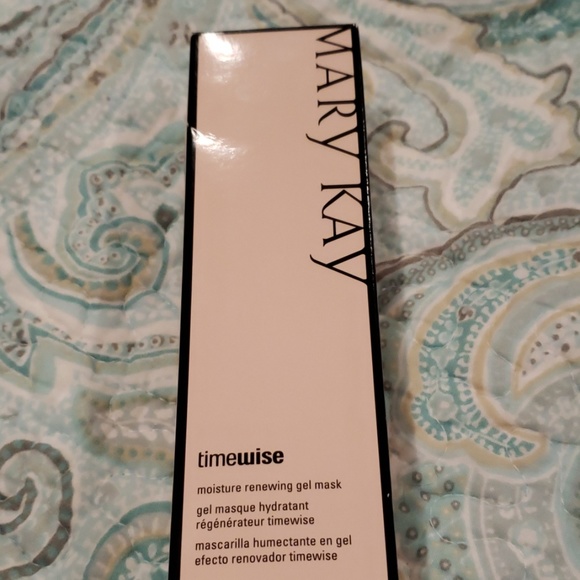 MARY KAY
timewise
moisture renewing gel mask
gel masque hydratant
régénérateur timewise
mascarilla humectante en gel
efecto renovador timewise